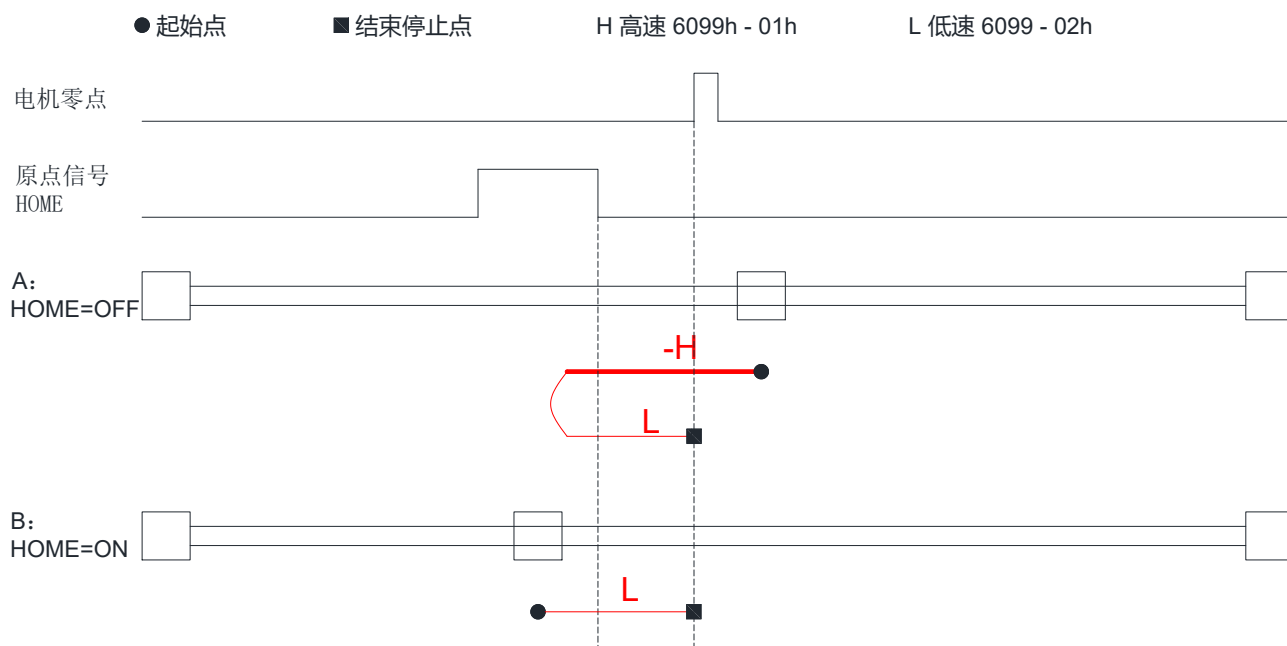 起始点 结束停止点 H 高速 6099h - 01h L 低速 6099 - 02h
电机零点
原点信号
HOME
A：
HOME=OFF
-H
L
B：
HOME=ON
L